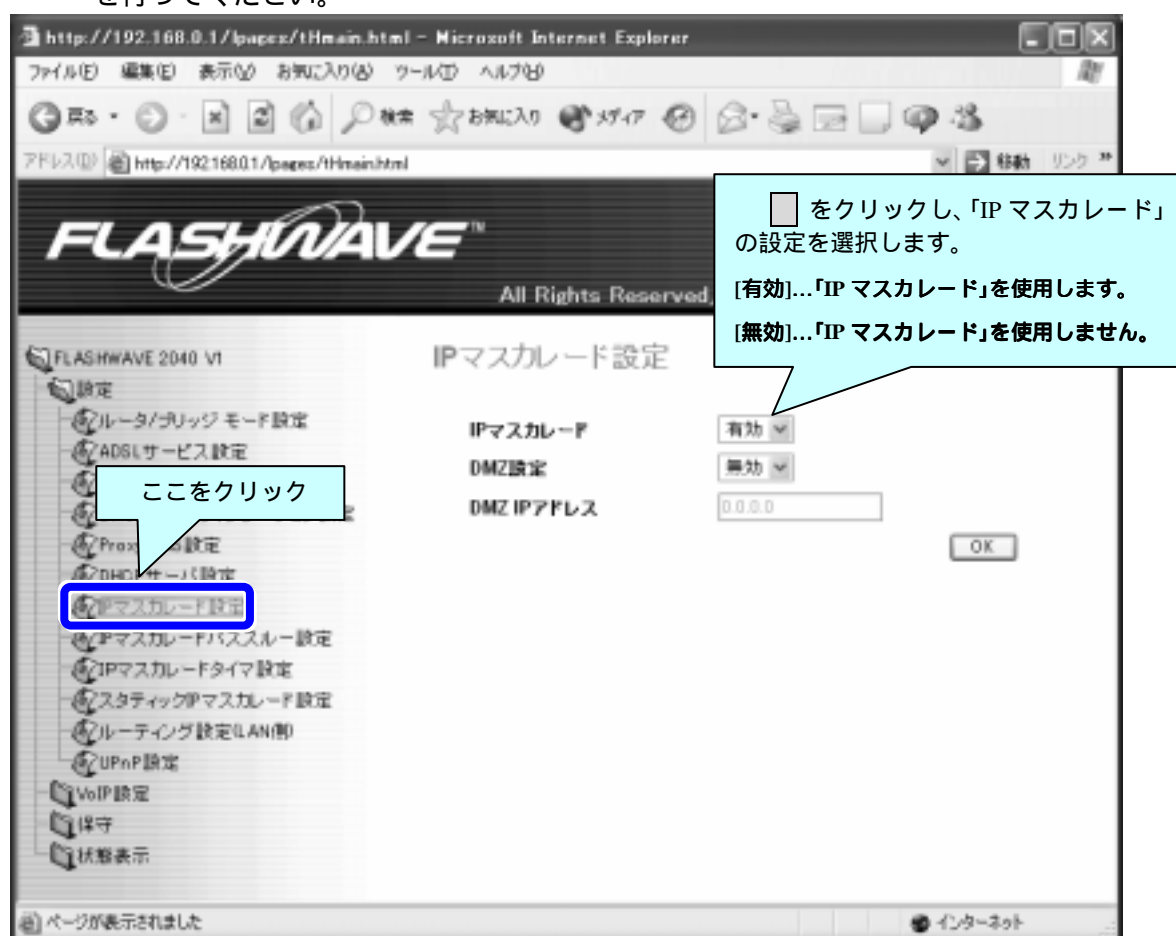 を行ってください。
http://192.168.0.1/lpages/tHmain.html - Microsoft Internet Explorer
ファイル(F) 編集(E) 表示(V) お気に入り(A) ツール(T) ヘルプ(H)
戻る 検索 お気に入り メディア
アドレス(D) http://192.168.0.1/lpages/tHmain.html 移動 リンク »
FLASHWAVE™
All Rights Reserved,
をクリックし、「IP マスカレード」
の設定を選択します。
[有効]…「IP マスカレード」を使用します。
[無効]…「IP マスカレード」を使用しません。
FLASHWAVE 2040 V1
設定
ルータ/ブリッジ モード設定
ADSLサービス設定
ここをクリック
Proxy 設定
DHCPサーバ設定
IPマスカレード設定
IPマスカレードパススルー設定
IPマスカレードタイマ設定
スタティックIPマスカレード設定
ルーティング設定(LAN側)
UPnP設定
VoIP設定
保守
状態表示
IPマスカレード設定
IPマスカレード 有効
DMZ設定 無効
DMZ IPアドレス 0.0.0.0
OK
ページが表示されました インターネット